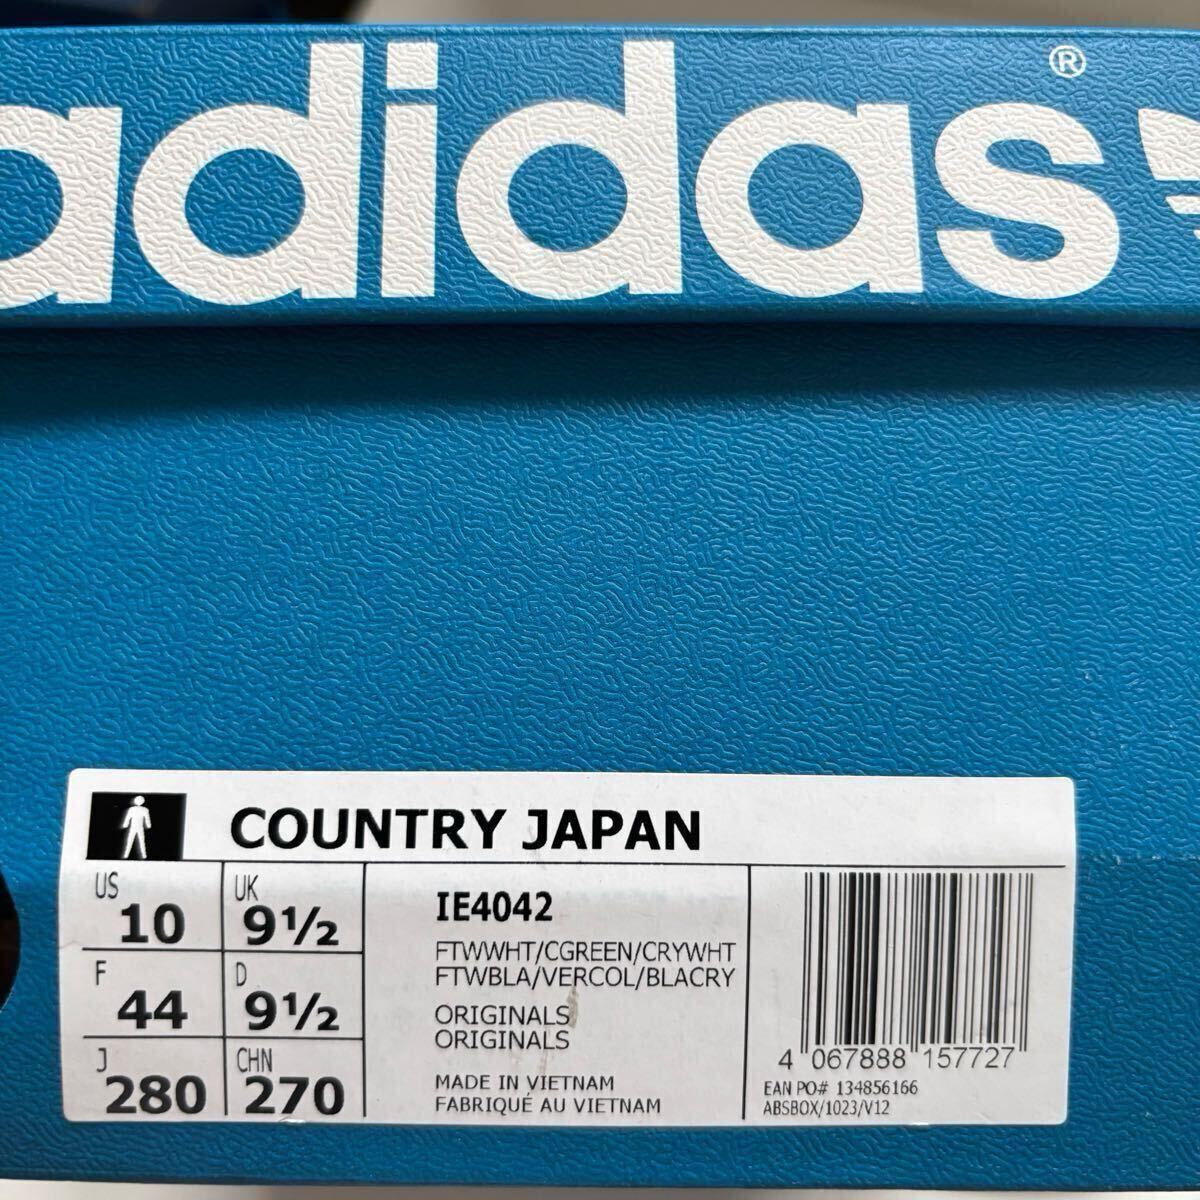 adidas®
COUNTRY JAPAN
US 10 UK 9½
F 44 D 9½
J 280 CHN 270
IE4042
FTWWHT/CGREEN/CRYWHT
FTWBLA/VERCOL/BLACRY
ORIGINALS
ORIGINALS
MADE IN VIETNAM
FABRIQUÉ AU VIETNAM
4 067888 157727
EAN PO# 134856166
ABSBOX/1023/V12